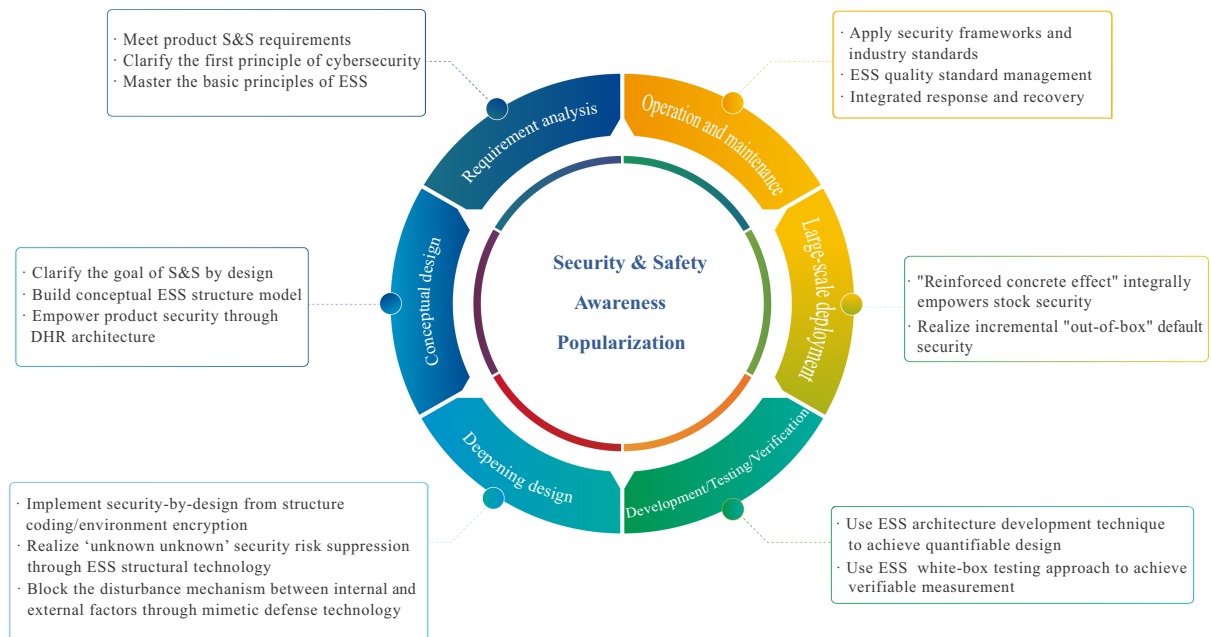 · Meet product S&S requirements
· Clarify the first principle of cybersecurity
· Master the basic principles of ESS
· Apply security frameworks and
industry standards
· ESS quality standard management
· Integrated response and recovery
Requirement analysis
Operation and maintenance
· Clarify the goal of S&S by design
· Build conceptual ESS structure model
· Empower product security through
DHR architecture
Conceptual design
Security & Safety
Awareness
Popularization
Large-scale deployment
· "Reinforced concrete effect" integrally
empowers stock security
· Realize incremental "out-of-box" default
security
Deepening design
Development/Testing/Verification
· Implement security-by-design from structure
coding/environment encryption
· Realize ‘unknown unknown’ security risk suppression
through ESS structural technology
· Block the disturbance mechanism between internal and
external factors through mimetic defense technology
· Use ESS architecture development technique
to achieve quantifiable design
· Use ESS white-box testing approach to achieve
verifiable measurement